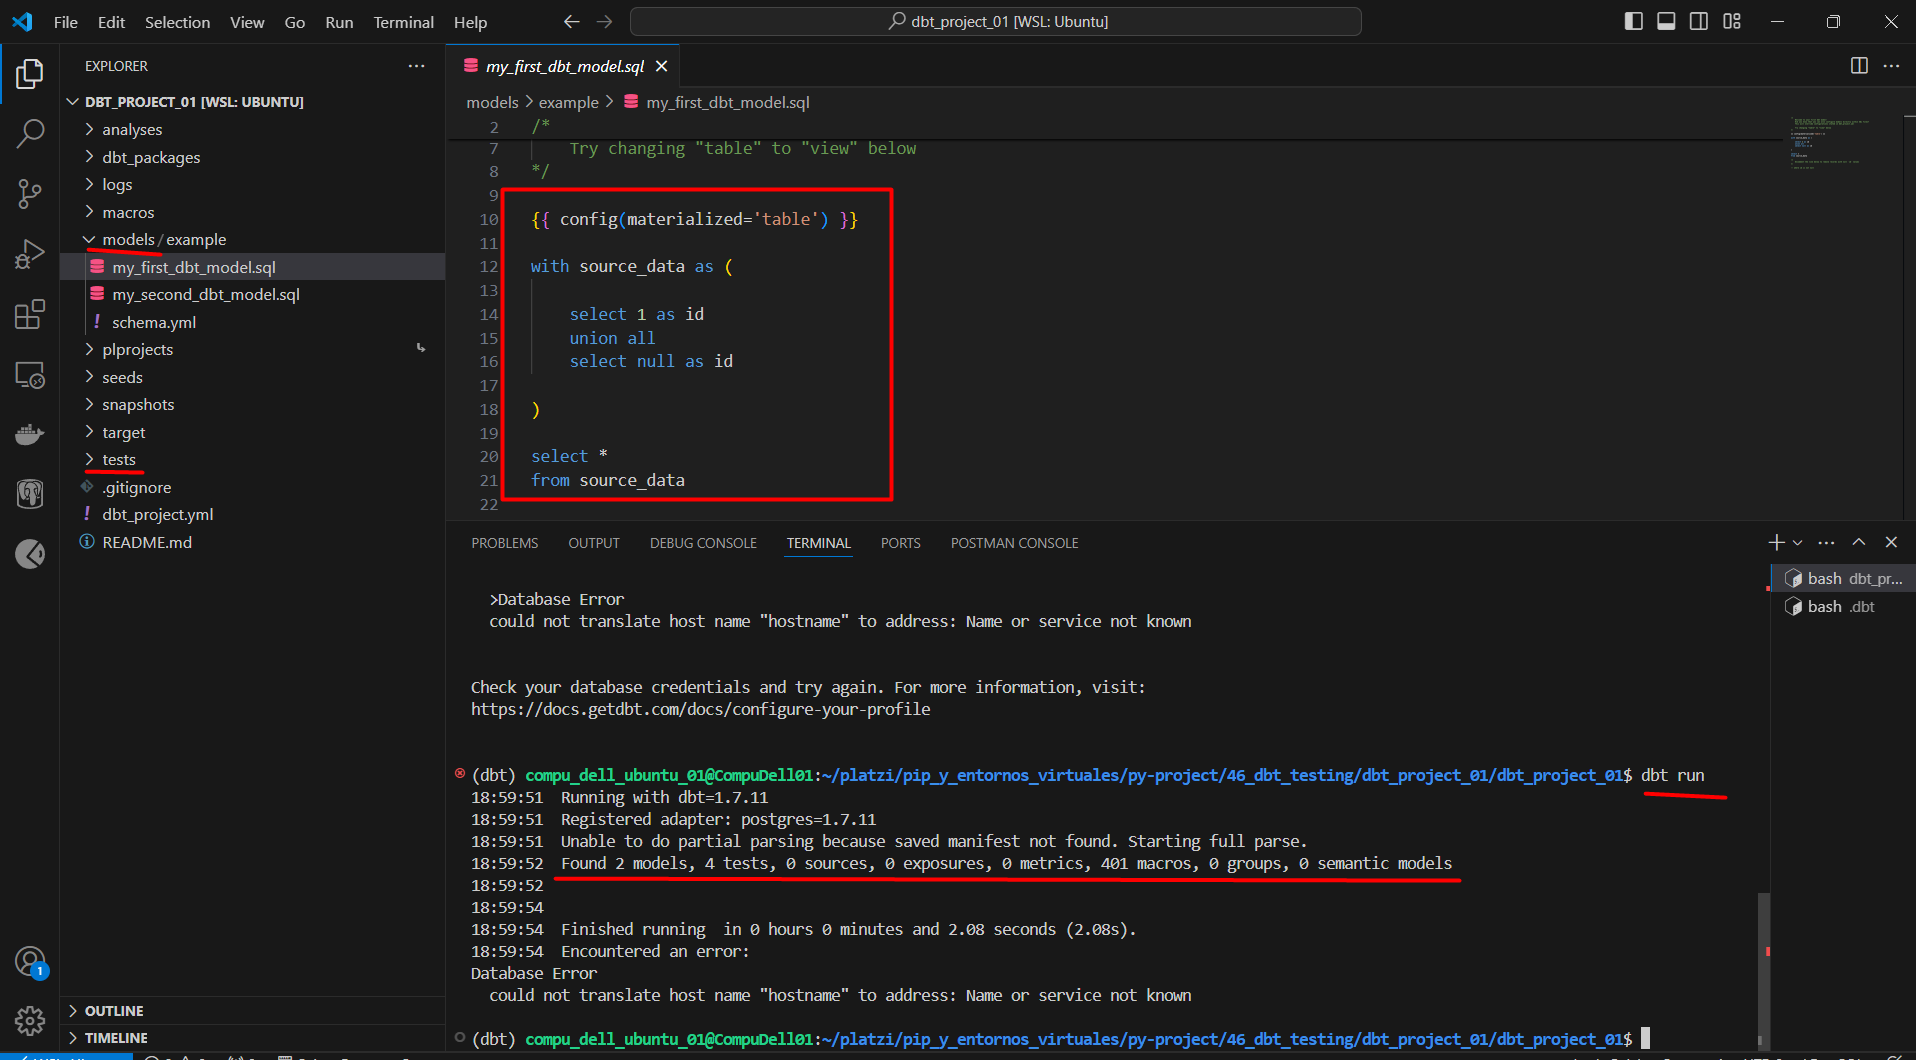 File Edit Selection View Go Run Terminal Help
dbt_project_01 [WSL: Ubuntu]
EXPLORER
DBT_PROJECT_01 [WSL: UBUNTU]
analyses
dbt_packages
logs
macros
models / example
my_first_dbt_model.sql
my_second_dbt_model.sql
! schema.yml
plprojects
seeds
snapshots
target
tests
.gitignore
! dbt_project.yml
README.md
OUTLINE
TIMELINE
1
my_first_dbt_model.sql
models > example > my_first_dbt_model.sql
2 /*
7 Try changing "table" to "view" below
8 */
9
10 {{ config(materialized='table') }}
11
12 with source_data as (
13
14 select 1 as id
15 union all
16 select null as id
17
18 )
19
20 select *
21 from source_data
22
PROBLEMS OUTPUT DEBUG CONSOLE TERMINAL PORTS POSTMAN CONSOLE
bash dbt_pr...
bash .dbt
>Database Error
could not translate host name "hostname" to address: Name or service not known
Check your database credentials and try again. For more information, visit:
https://docs.getdbt.com/docs/configure-your-profile
(dbt) compu_dell_ubuntu_01@CompuDell01:~/platzi/pip_y_entornos_virtuales/py-project/46_dbt_testing/dbt_project_01/dbt_project_01$ dbt run
18:59:51 Running with dbt=1.7.11
18:59:51 Registered adapter: postgres=1.7.11
18:59:51 Unable to do partial parsing because saved manifest not found. Starting full parse.
18:59:52 Found 2 models, 4 tests, 0 sources, 0 exposures, 0 metrics, 401 macros, 0 groups, 0 semantic models
18:59:52
18:59:54
18:59:54 Finished running in 0 hours 0 minutes and 2.08 seconds (2.08s).
18:59:54 Encountered an error:
Database Error
could not translate host name "hostname" to address: Name or service not known
(dbt) compu_dell_ubuntu_01@CompuDell01:~/platzi/pip_y_entornos_virtuales/py-project/46_dbt_testing/dbt_project_01/dbt_project_01$